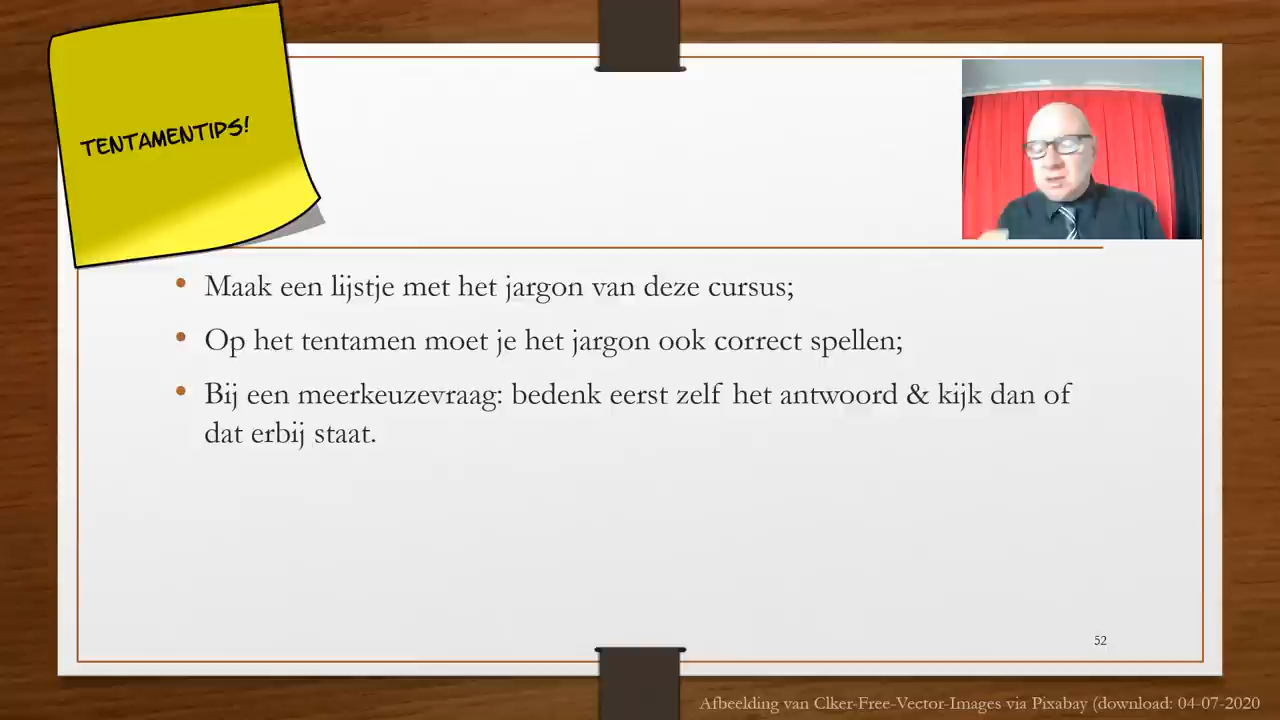 TENTAMENTIPS!
Maak een lijstje met het jargon van deze cursus;
Op het tentamen moet je het jargon ook correct spellen;
Bij een meerkeuzevraag: bedenk eerst zelf het antwoord & kijk dan of
dat erbij staat.
52
Afbeelding van Clker-Free-Vector-Images via Pixabay (download: 04-07-2020